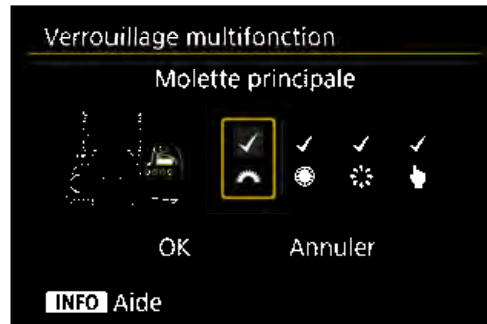 Verrouillage multifonction
Molette principale
OK Annuler
INFO Aide